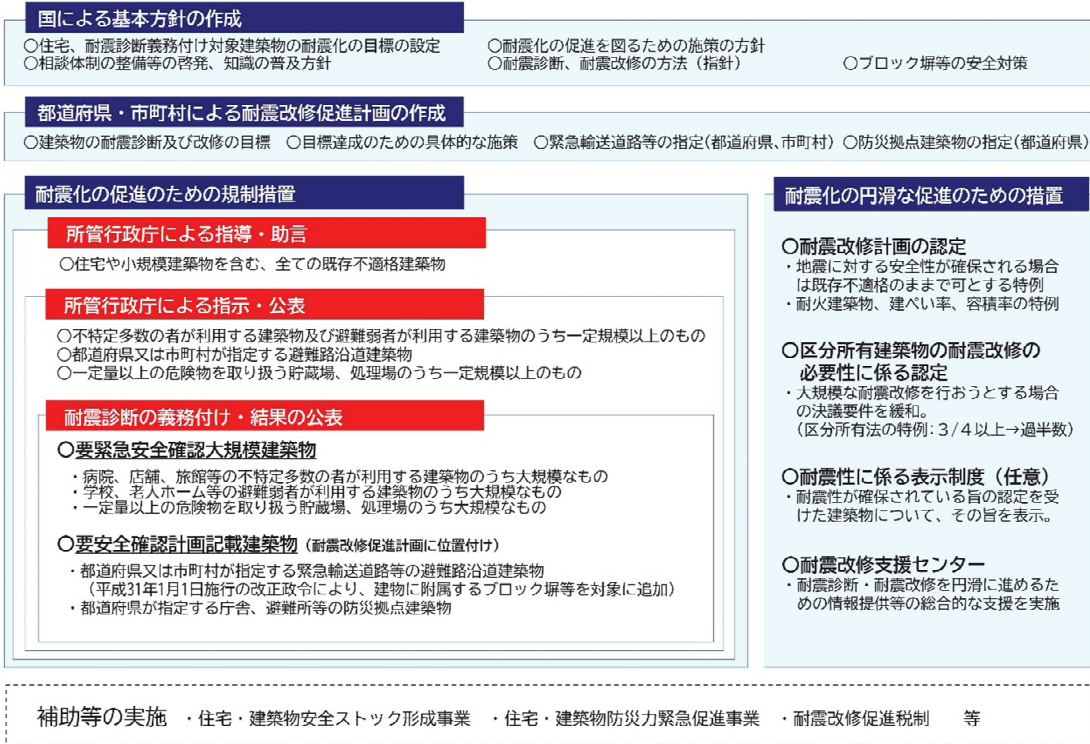 国による基本方針の作成
○住宅、耐震診断義務付け対象建築物の耐震化の目標の設定 ○耐震化の促進を図るための施策の方針
○相談体制の整備等の啓発、知識の普及方針 ○耐震診断、耐震改修の方法（指針） ○ブロック塀等の安全対策
都道府県・市町村による耐震改修促進計画の作成
○建築物の耐震診断及び改修の目標 ○目標達成のための具体的な施策 ○緊急輸送道路等の指定(都道府県、市町村) ○防災拠点建築物の指定(都道府県)
耐震化の促進のための規制措置
所管行政庁による指導・助言
○住宅や小規模建築物を含む、全ての既存不適格建築物
所管行政庁による指示・公表
○不特定多数の者が利用する建築物及び避難弱者が利用する建築物のうち一定規模以上のもの
○都道府県又は市町村が指定する避難路沿道建築物
○一定量以上の危険物を取り扱う貯蔵場、処理場のうち一定規模以上のもの
耐震診断の義務付け・結果の公表
○要緊急安全確認大規模建築物
・病院、店舗、旅館等の不特定多数の者が利用する建築物のうち大規模なもの
・学校、老人ホーム等の避難弱者が利用する建築物のうち大規模なもの
・一定量以上の危険物を取り扱う貯蔵場、処理場のうち大規模なもの
○要安全確認計画記載建築物（耐震改修促進計画に位置付け）
・都道府県又は市町村が指定する緊急輸送道路等の避難路沿道建築物
（平成31年1月1日施行の改正政令により、建物に附属するブロック塀等を対象に追加）
・都道府県が指定する庁舎、避難所等の防災拠点建築物
耐震化の円滑な促進のための措置
○耐震改修計画の認定
・地震に対する安全性が確保される場合
は既存不適格のままで可とする特例
・耐火建築物、建ぺい率、容積率の特例
○区分所有建築物の耐震改修の
必要性に係る認定
・大規模な耐震改修を行おうとする場合
の決議要件を緩和。
（区分所有法の特例：3/4以上→過半数）
○耐震性に係る表示制度（任意）
・耐震性が確保されている旨の認定を受
けた建築物について、その旨を表示。
○耐震改修支援センター
・耐震診断・耐震改修を円滑に進めるた
めの情報提供等の総合的な支援を実施
補助等の実施 ・住宅・建築物安全ストック形成事業 ・住宅・建築物防災力緊急促進事業 ・耐震改修促進税制 等